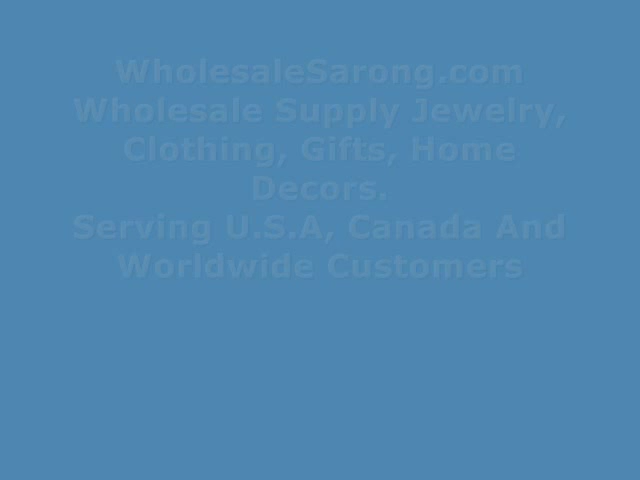 WholesaleSarong.com
Wholesale Supply Jewelry,
Clothing, Gifts, Home
Decors.
Serving U.S.A, Canada And
Worldwide Customers